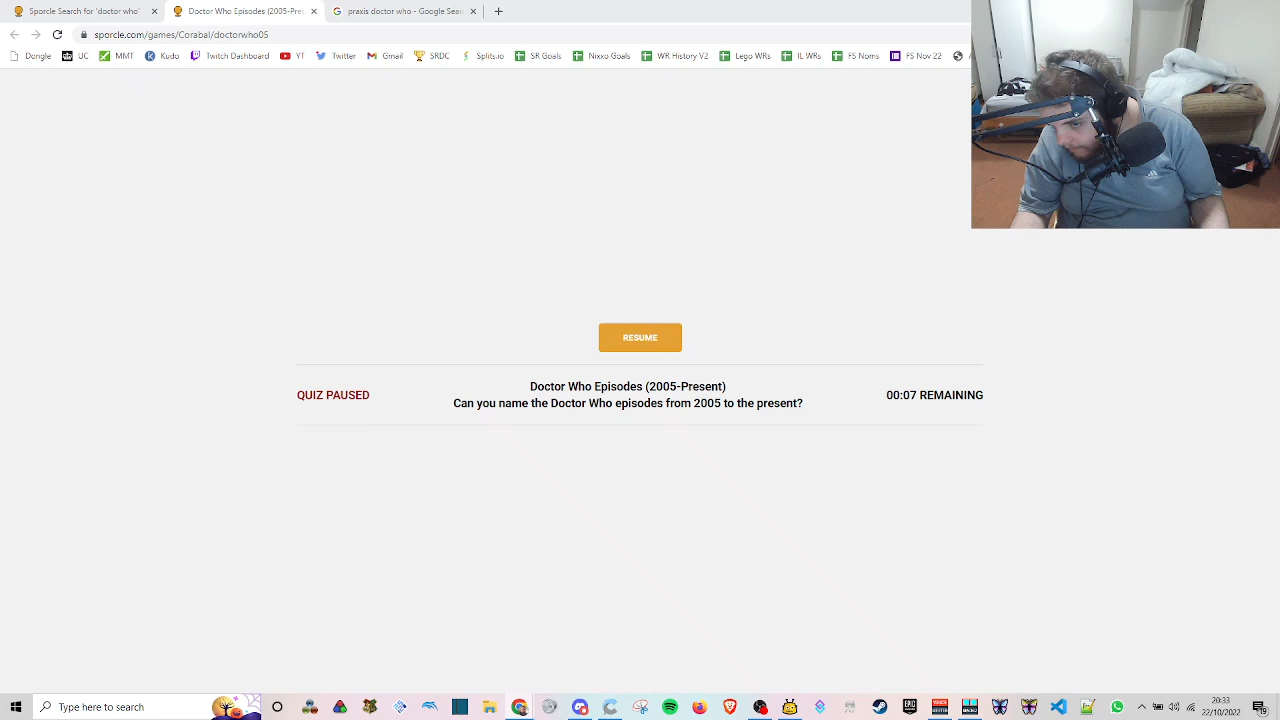 Sporcle Search for 'doctor who'
Doctor Who Episodes (2005-Pre
praxis doctor who - Google Sear
sporcle.com/games/Corabal/doctorwho05
Dongle
UC
MMT
Kudo
Twitch Dashboard
YT
Twitter
Gmail
SRDC
Splits.io
SR Goals
Nixxo Goals
WR History V2
Lego WRs
IL WRs
FS Noms
FS Nov 22
RESUME
QUIZ PAUSED
Doctor Who Episodes (2005-Present)
Can you name the Doctor Who episodes from 2005 to the present?
00:07 REMAINING
Type here to search
20:33
23/10/2022